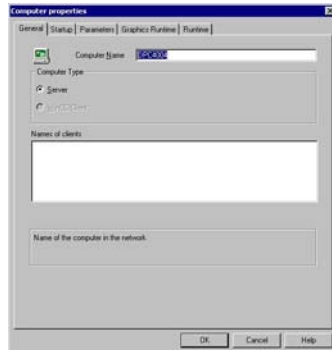 Computer properties
General Startup Parameters Graphics Runtime Runtime
Computer Name
Computer Type
Server
Names of clients
Name of the computer in the network
OK Cancel Help